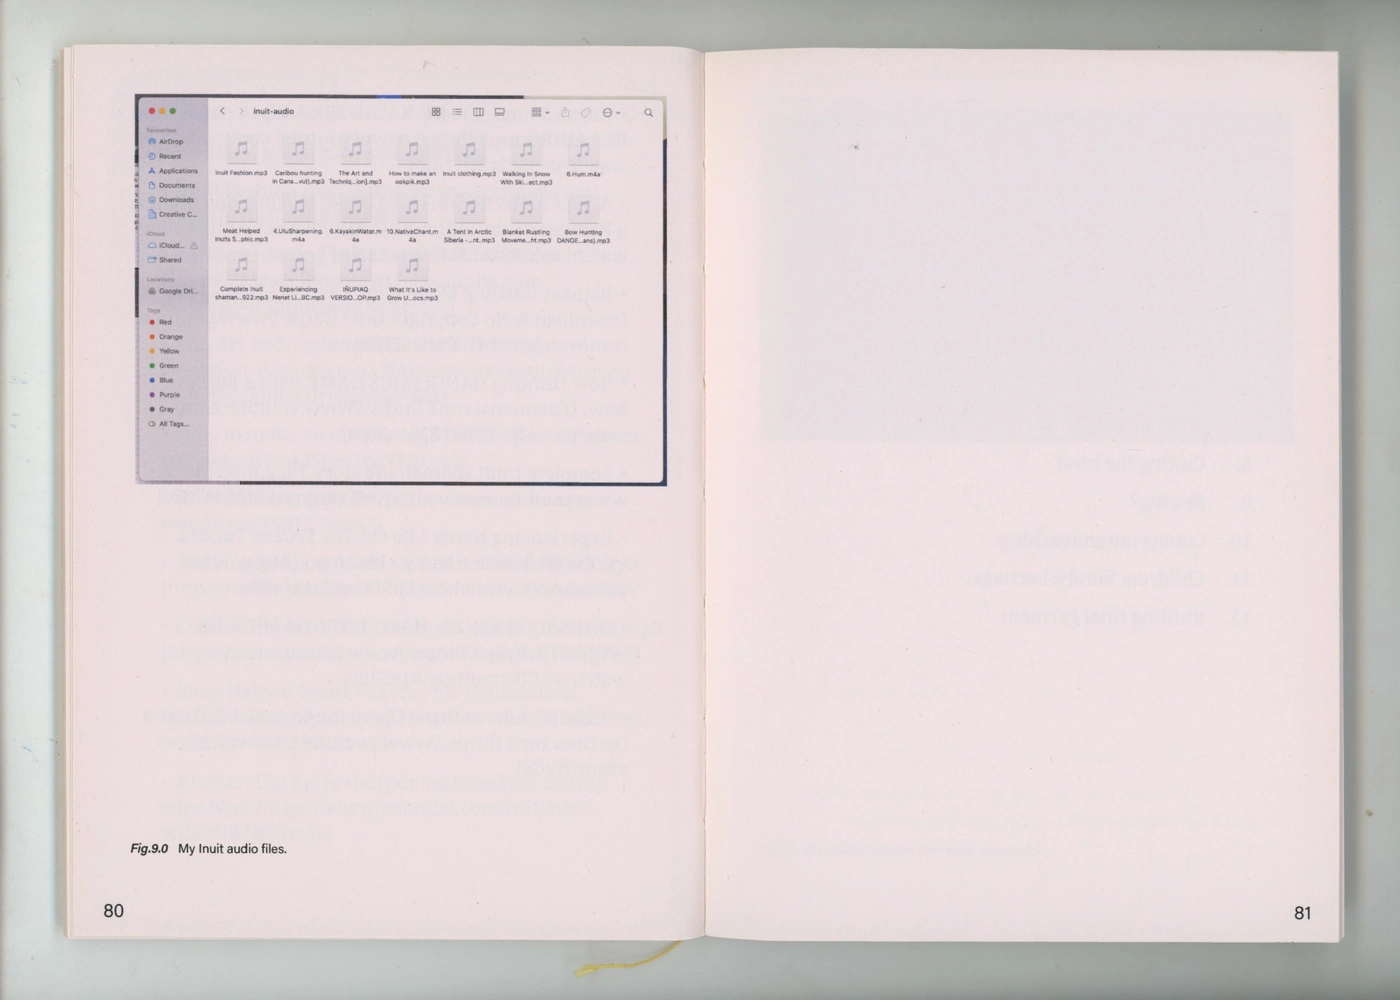 inuit-audio
Favourites
AirDrop
Recent
Applications
Documents
Downloads
Creative C...
iCloud
iCloud...
Shared
Locations
Google Dri...
Tags
Red
Orange
Yellow
Green
Blue
Purple
Gray
All Tags...
Inuit Fashion.mp3
Caribou hunting
in Cana...vut).mp3
The Art and
Techniq...ion].mp3
How to make an
ookpik.mp3
Inuit clothing.mp3
Walking In Snow
With Ski...ect.mp3
6.Hum.m4a
Meat Helped
Inuits S...phic.mp3
4.UluSharpening.
m4a
6.KayakinWater.m
4a
10.NativeChant.m
4a
A Tent in Arctic
Siberia -...nt..mp3
Blanket Rustling
Moveme...ht.mp3
Bow Hunting
DANGE...ans).mp3
Complete Inuit
shaman...922.mp3
Experiencing
Nenet Li...BC.mp3
IÑUPIAQ
VERSIO...OP.mp3
What It's Like to
Grow U...ocs.mp3
Fig.9.0 My Inuit audio files.
80
81